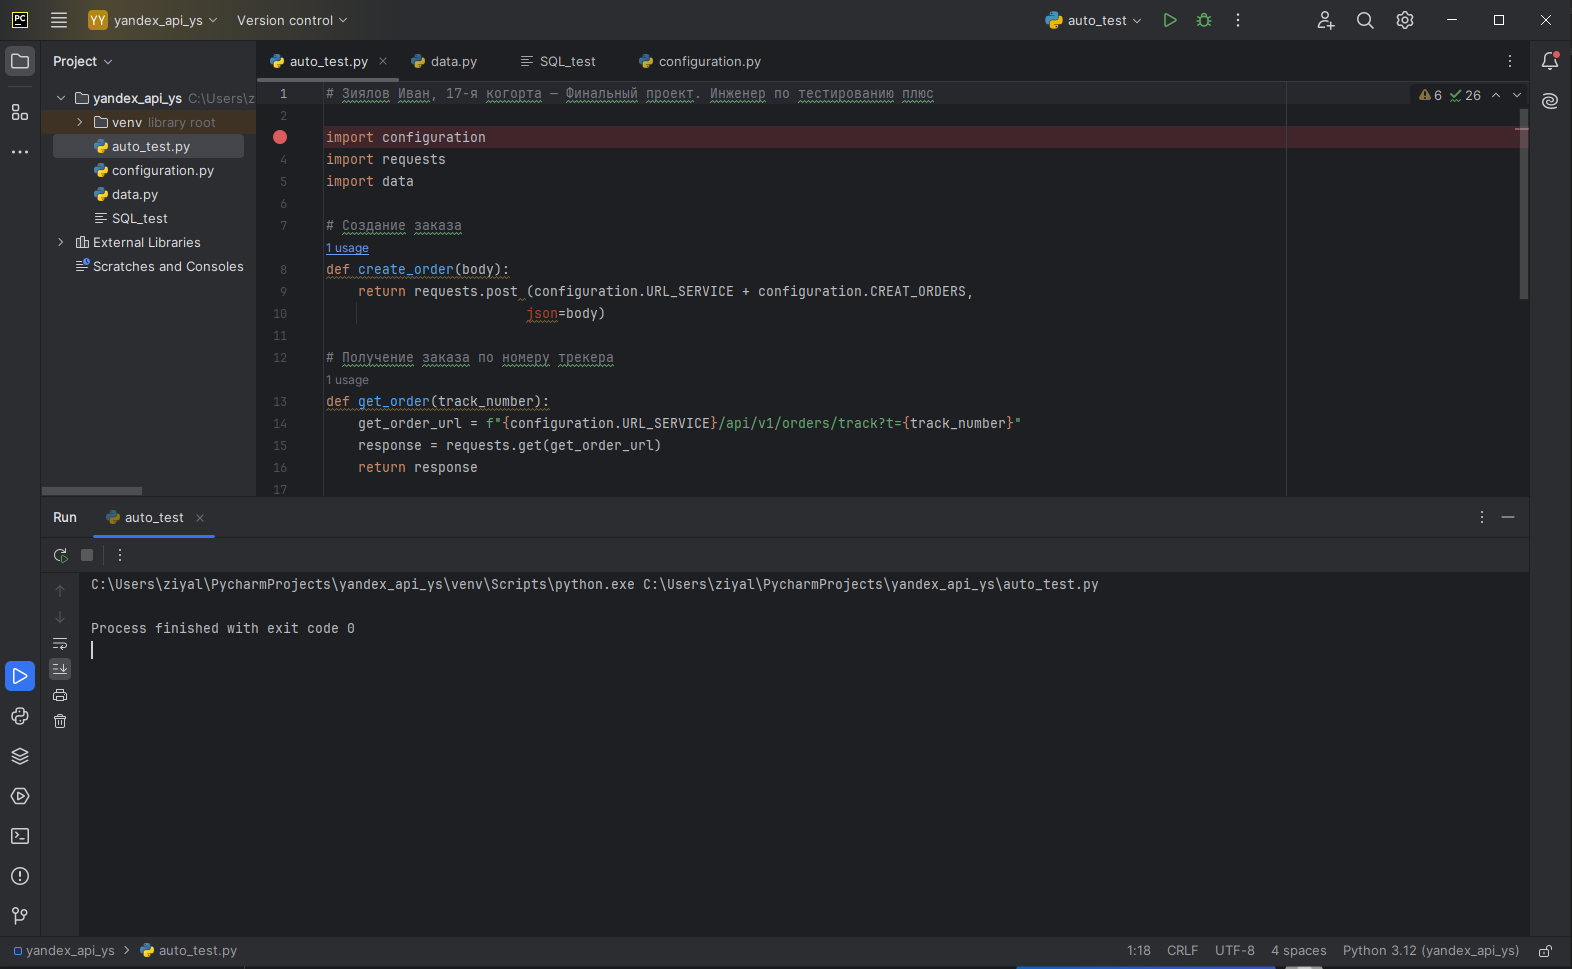 PC YY yandex_api_ys Version control auto_test
Project auto_test.py data.py SQL_test configuration.py
yandex_api_ys C:\Users\z
venv library root
auto_test.py
configuration.py
data.py
SQL_test
External Libraries
Scratches and Consoles
6 26
1 # Зиялов Иван, 17-я когорта — Финальный проект. Инженер по тестированию плюс
2
import configuration
4 import requests
5 import data
6
7 # Создание заказа
1 usage
8 def create_order(body):
9 return requests.post (configuration.URL_SERVICE + configuration.CREAT_ORDERS,
10 json=body)
11
12 # Получение заказа по номеру трекера
1 usage
13 def get_order(track_number):
14 get_order_url = f"{configuration.URL_SERVICE}/api/v1/orders/track?t={track_number}"
15 response = requests.get(get_order_url)
16 return response
17
Run auto_test
C:\Users\ziyal\PycharmProjects\yandex_api_ys\venv\Scripts\python.exe C:\Users\ziyal\PycharmProjects\yandex_api_ys\auto_test.py
Process finished with exit code 0
yandex_api_ys auto_test.py 1:18 CRLF UTF-8 4 spaces Python 3.12 (yandex_api_ys)